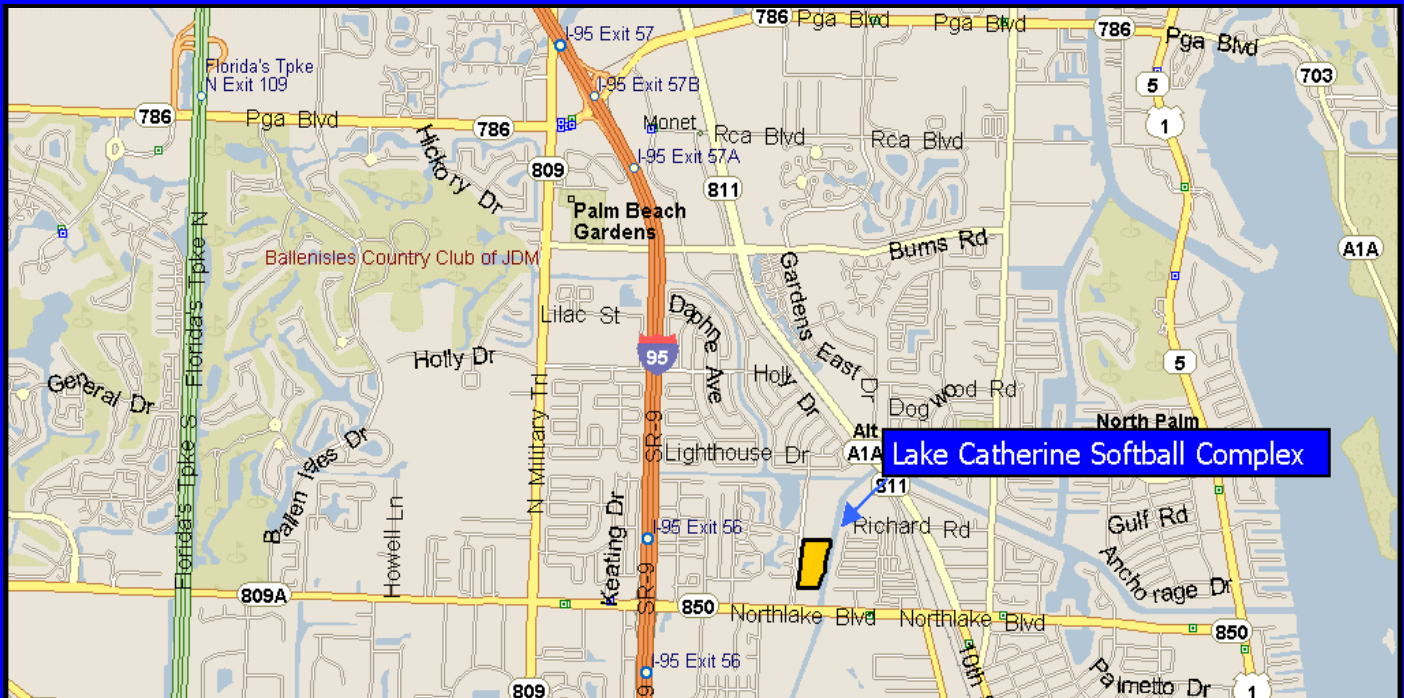 786
Pga Blvd
Pga Blvd
786
Pga Blvd
I-95 Exit 57
Florida's Tpke
N Exit 109
703
5
I-95 Exit 57B
786
Pga Blvd
786
Monet
Rca Blvd
Rca Blvd
1
Hickory Dr
I-95 Exit 57A
809
811
Palm Beach
Gardens
Florida's Tpke N
Burns Rd
A1A
Ballenisles Country Club of JDM
Gardens East Dr
Lilac St
Daphne Ave
95
Holly Dr
Holly Dr
5
General Dr
N Military Trl
Dogwood Rd
North Palm
Alt
A1A
Lake Catherine Softball Complex
Florida's Tpke S
Ballen Isles Dr
SR-9
Lighthouse Dr
811
Keating Dr
Howell Ln
I-95 Exit 56
Richard Rd
Gulf Rd
Anchorage Dr
809A
SR-9
850
Northlake Blvd
Northlake Blvd
850
I-95 Exit 56
10th
Palmetto Dr
809
9
1